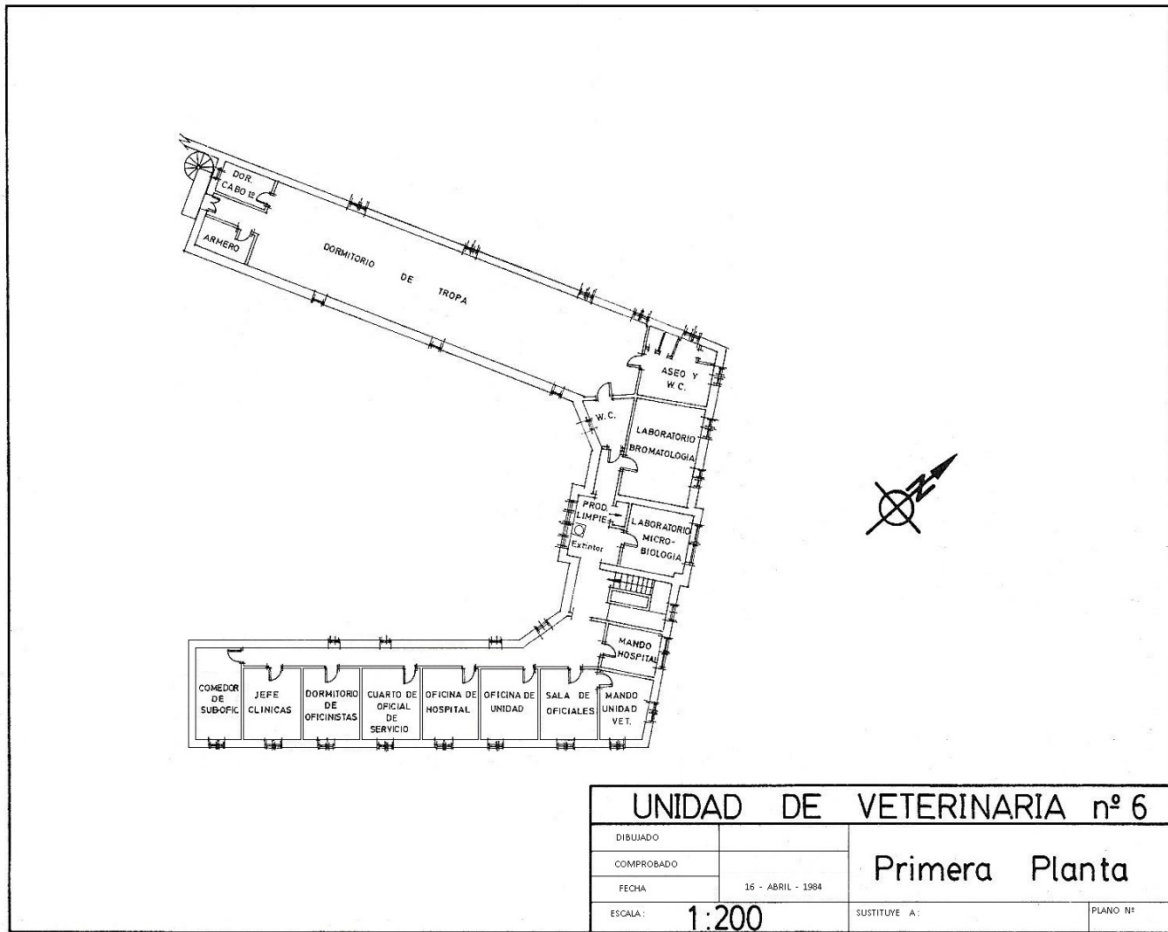 DOR.
CABO 1º
ARMERO
DORMITORIO DE TROPA
ASEO Y
W.C.
W.C.
LABORATORIO
BROMATOLOGIA
PROD.
LIMPIE.
Extintor
LABORATORIO
MICRO-
BIOLOGIA
MANDO
HOSPITAL
COMEDOR
DE
SUBOFIC.
JEFE
CLINICAS
DORMITORIO
DE
OFICINISTAS
CUARTO DE
OFICIAL
DE
SERVICIO
OFICINA DE
HOSPITAL
OFICINA DE
UNIDAD
SALA DE
OFICIALES
MANDO
UNIDAD
VET.
N
UNIDAD DE VETERINARIA nº 6
DIBUJADO
COMPROBADO
FECHA 16 - ABRIL - 1984
Primera Planta
ESCALA: 1:200
SUSTITUYE A:
PLANO Nº